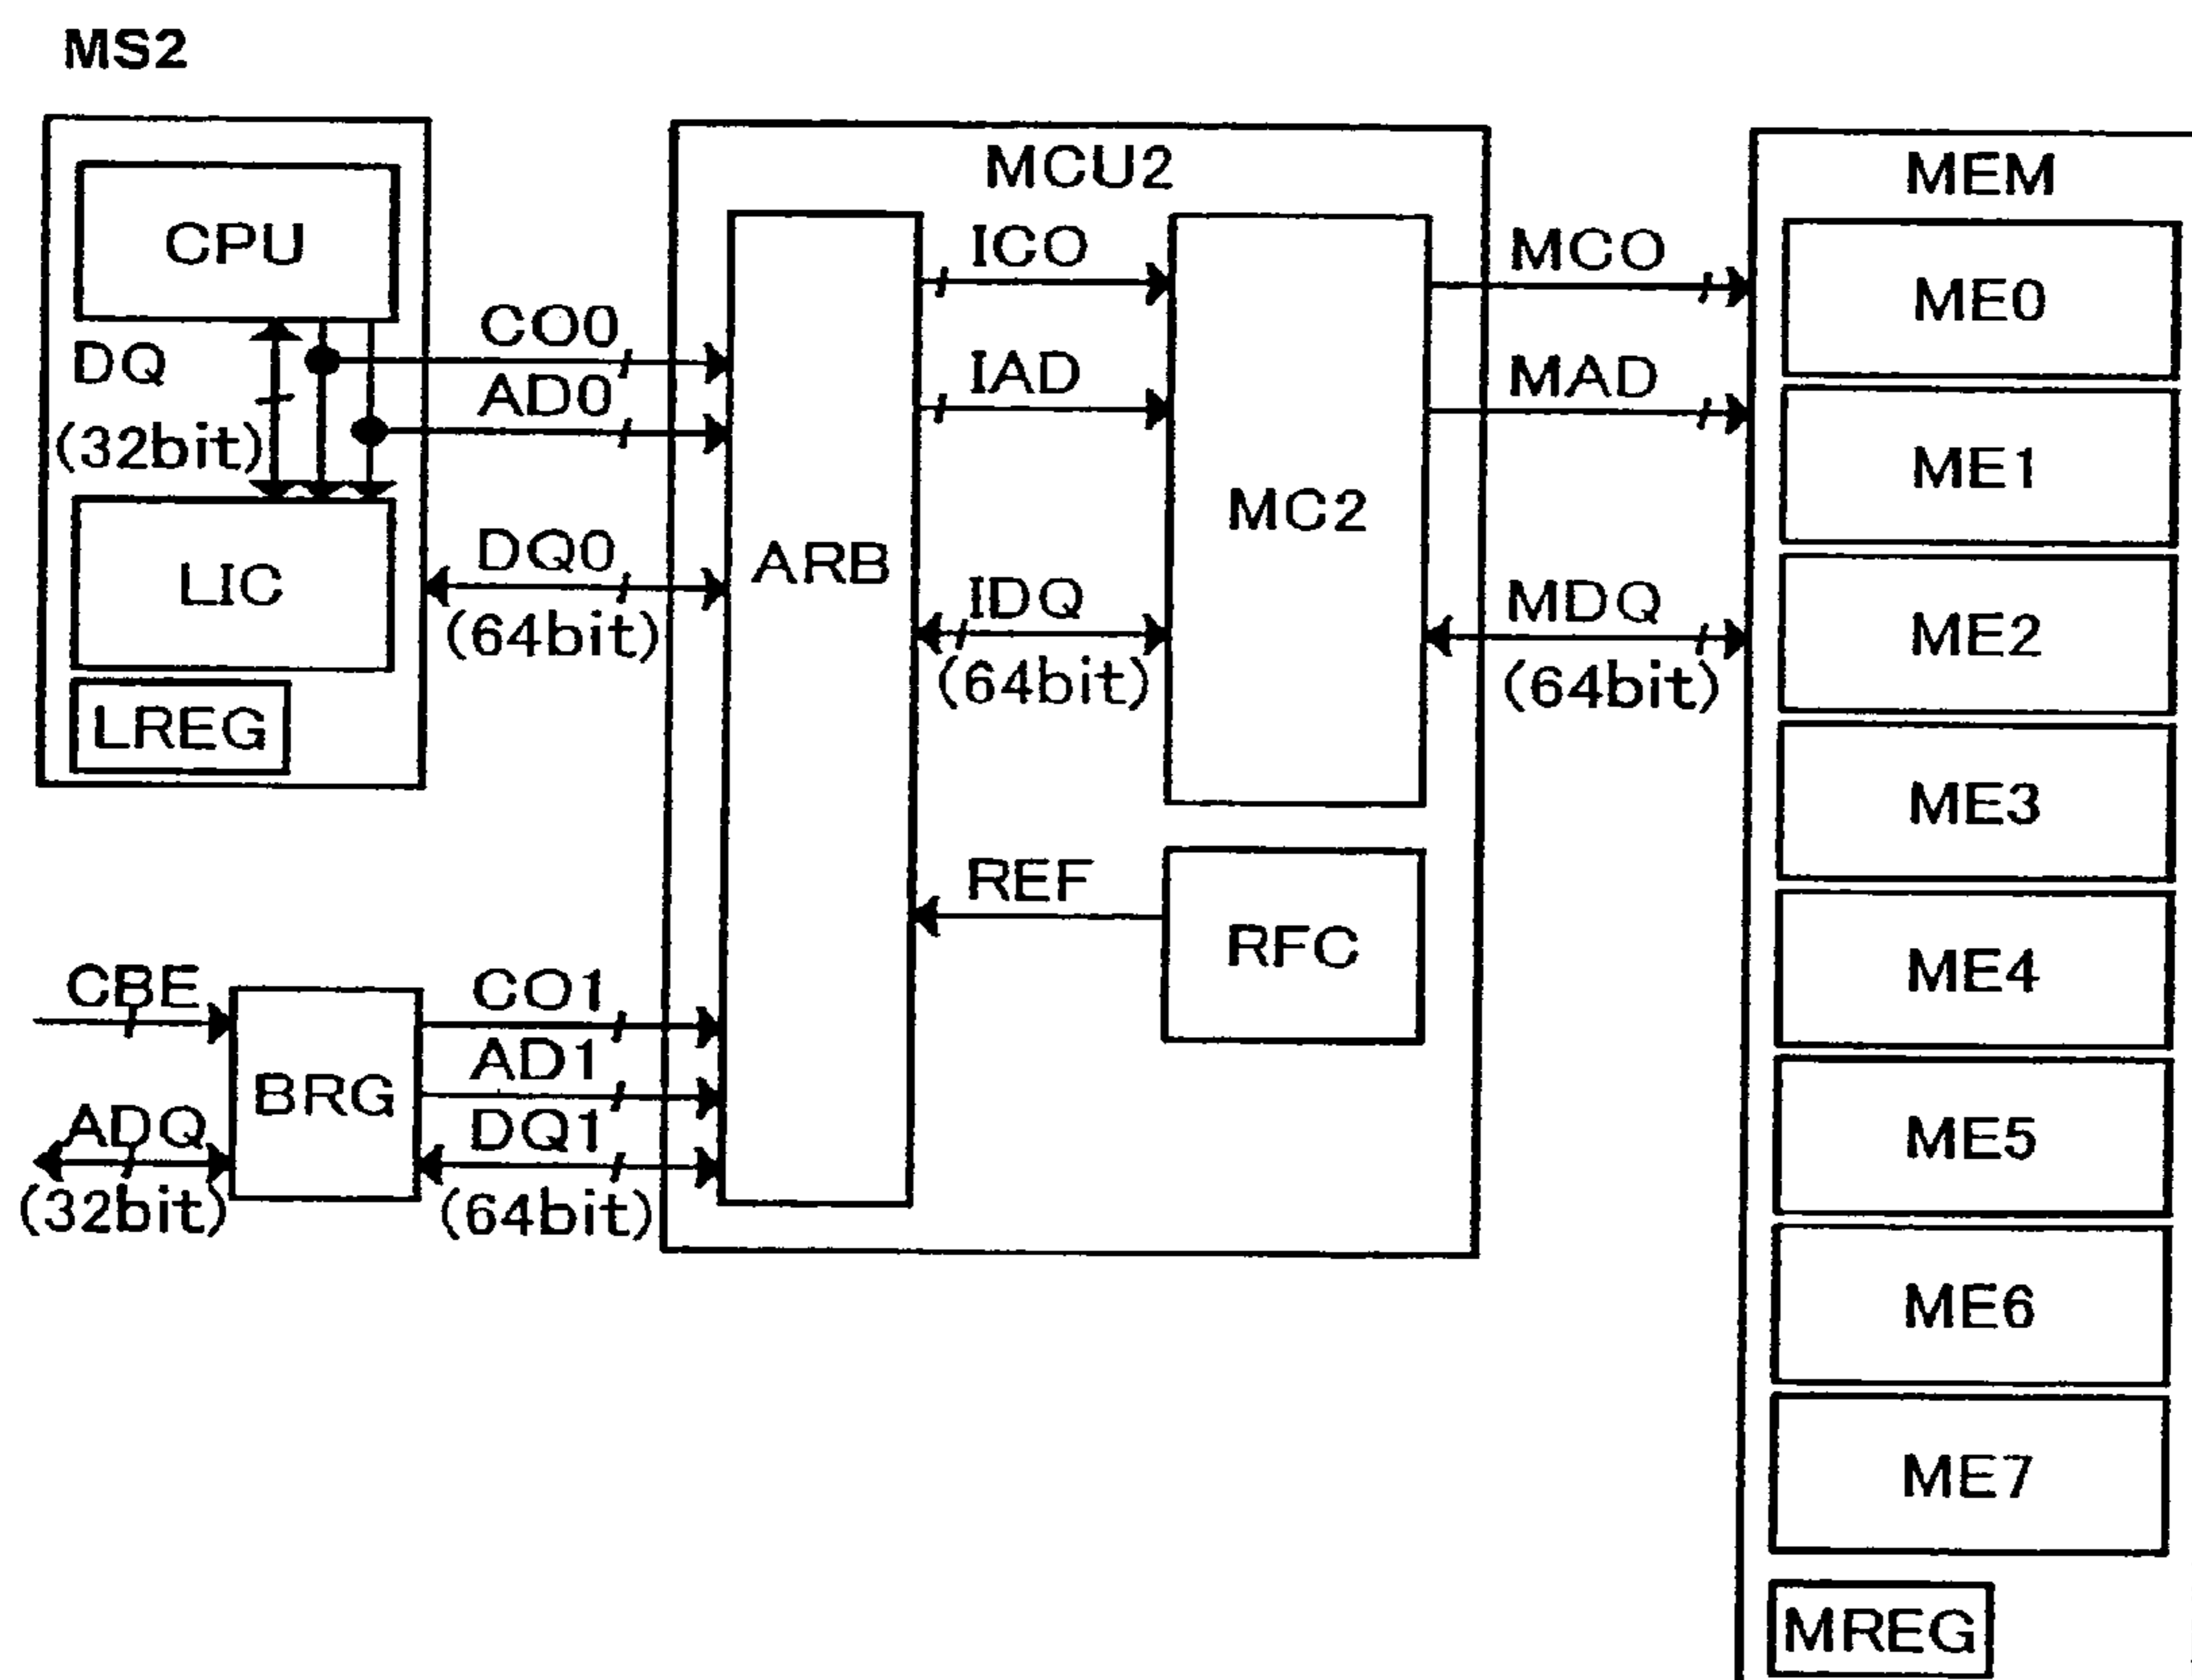 MS2
CPU
DQ
(32bit)
LIC
LREG
CO0
AD0
DQ0
(64bit)
CBE
ADQ
(32bit)
BRG
CO1
AD1
DQ1
(64bit)
MCU2
ARB
ICO
IAD
IDQ
(64bit)
MC2
REF
RFC
MCO
MAD
MDQ
(64bit)
MEM
ME0
ME1
ME2
ME3
ME4
ME5
ME6
ME7
MREG